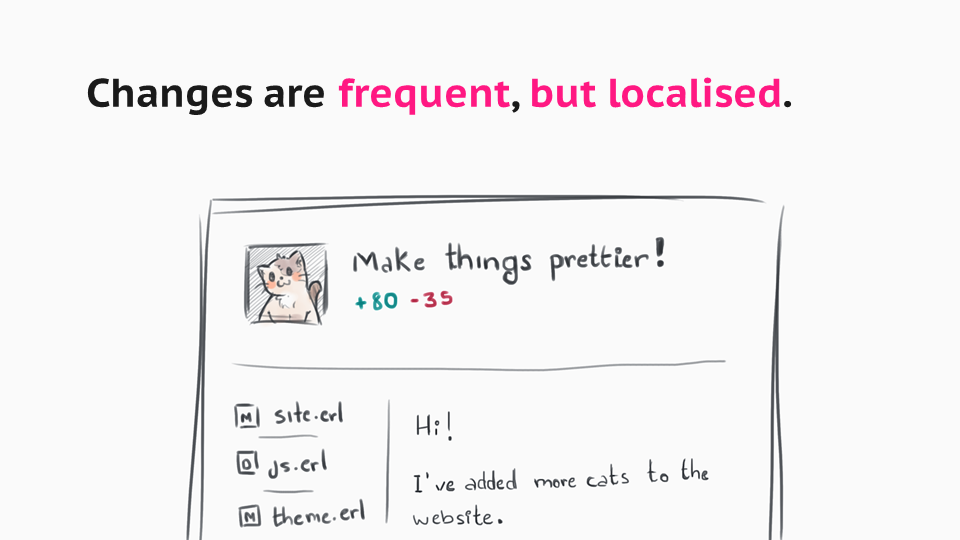 Changes are frequent, but localised.
Make things prettier!
+80 -35
M site.erl
D js.erl
M theme.erl
Hi!
I've added more cats to the
website.